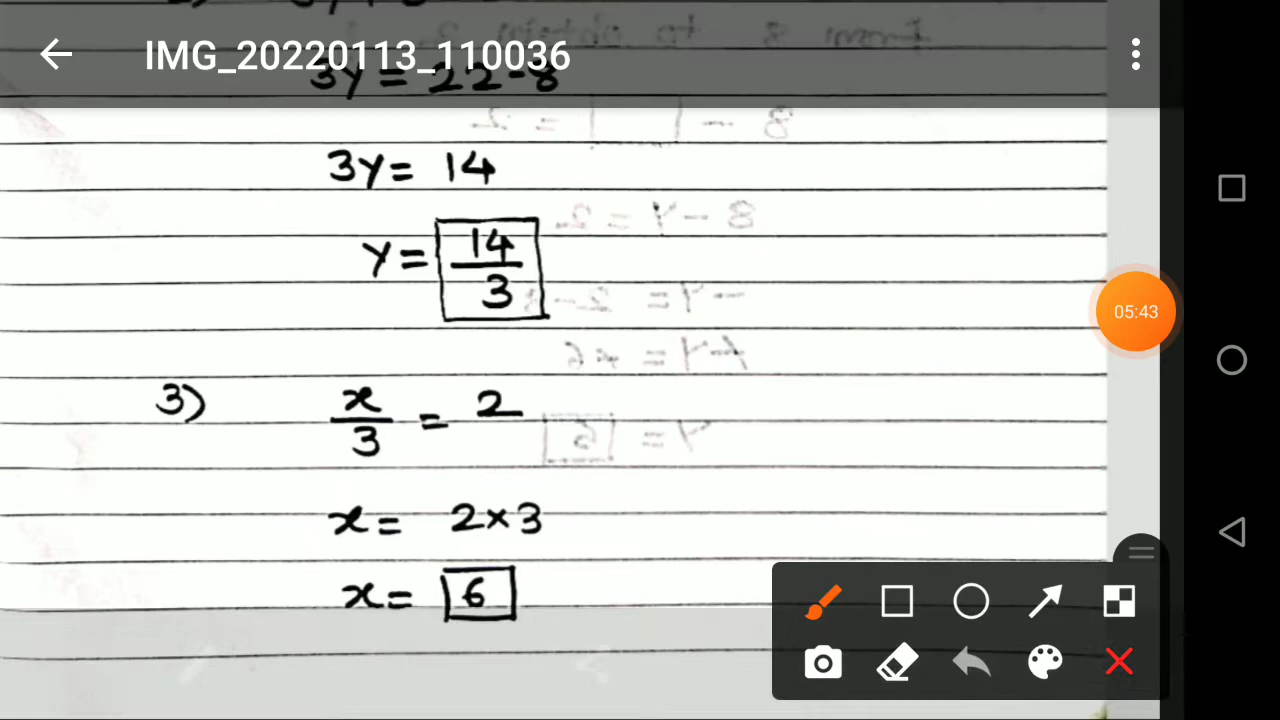 IMG_20220113_110036
3y = 22-8
3y = 14
y = 14/3
3) x/3 = 2
x = 2×3
x = 6
05:43